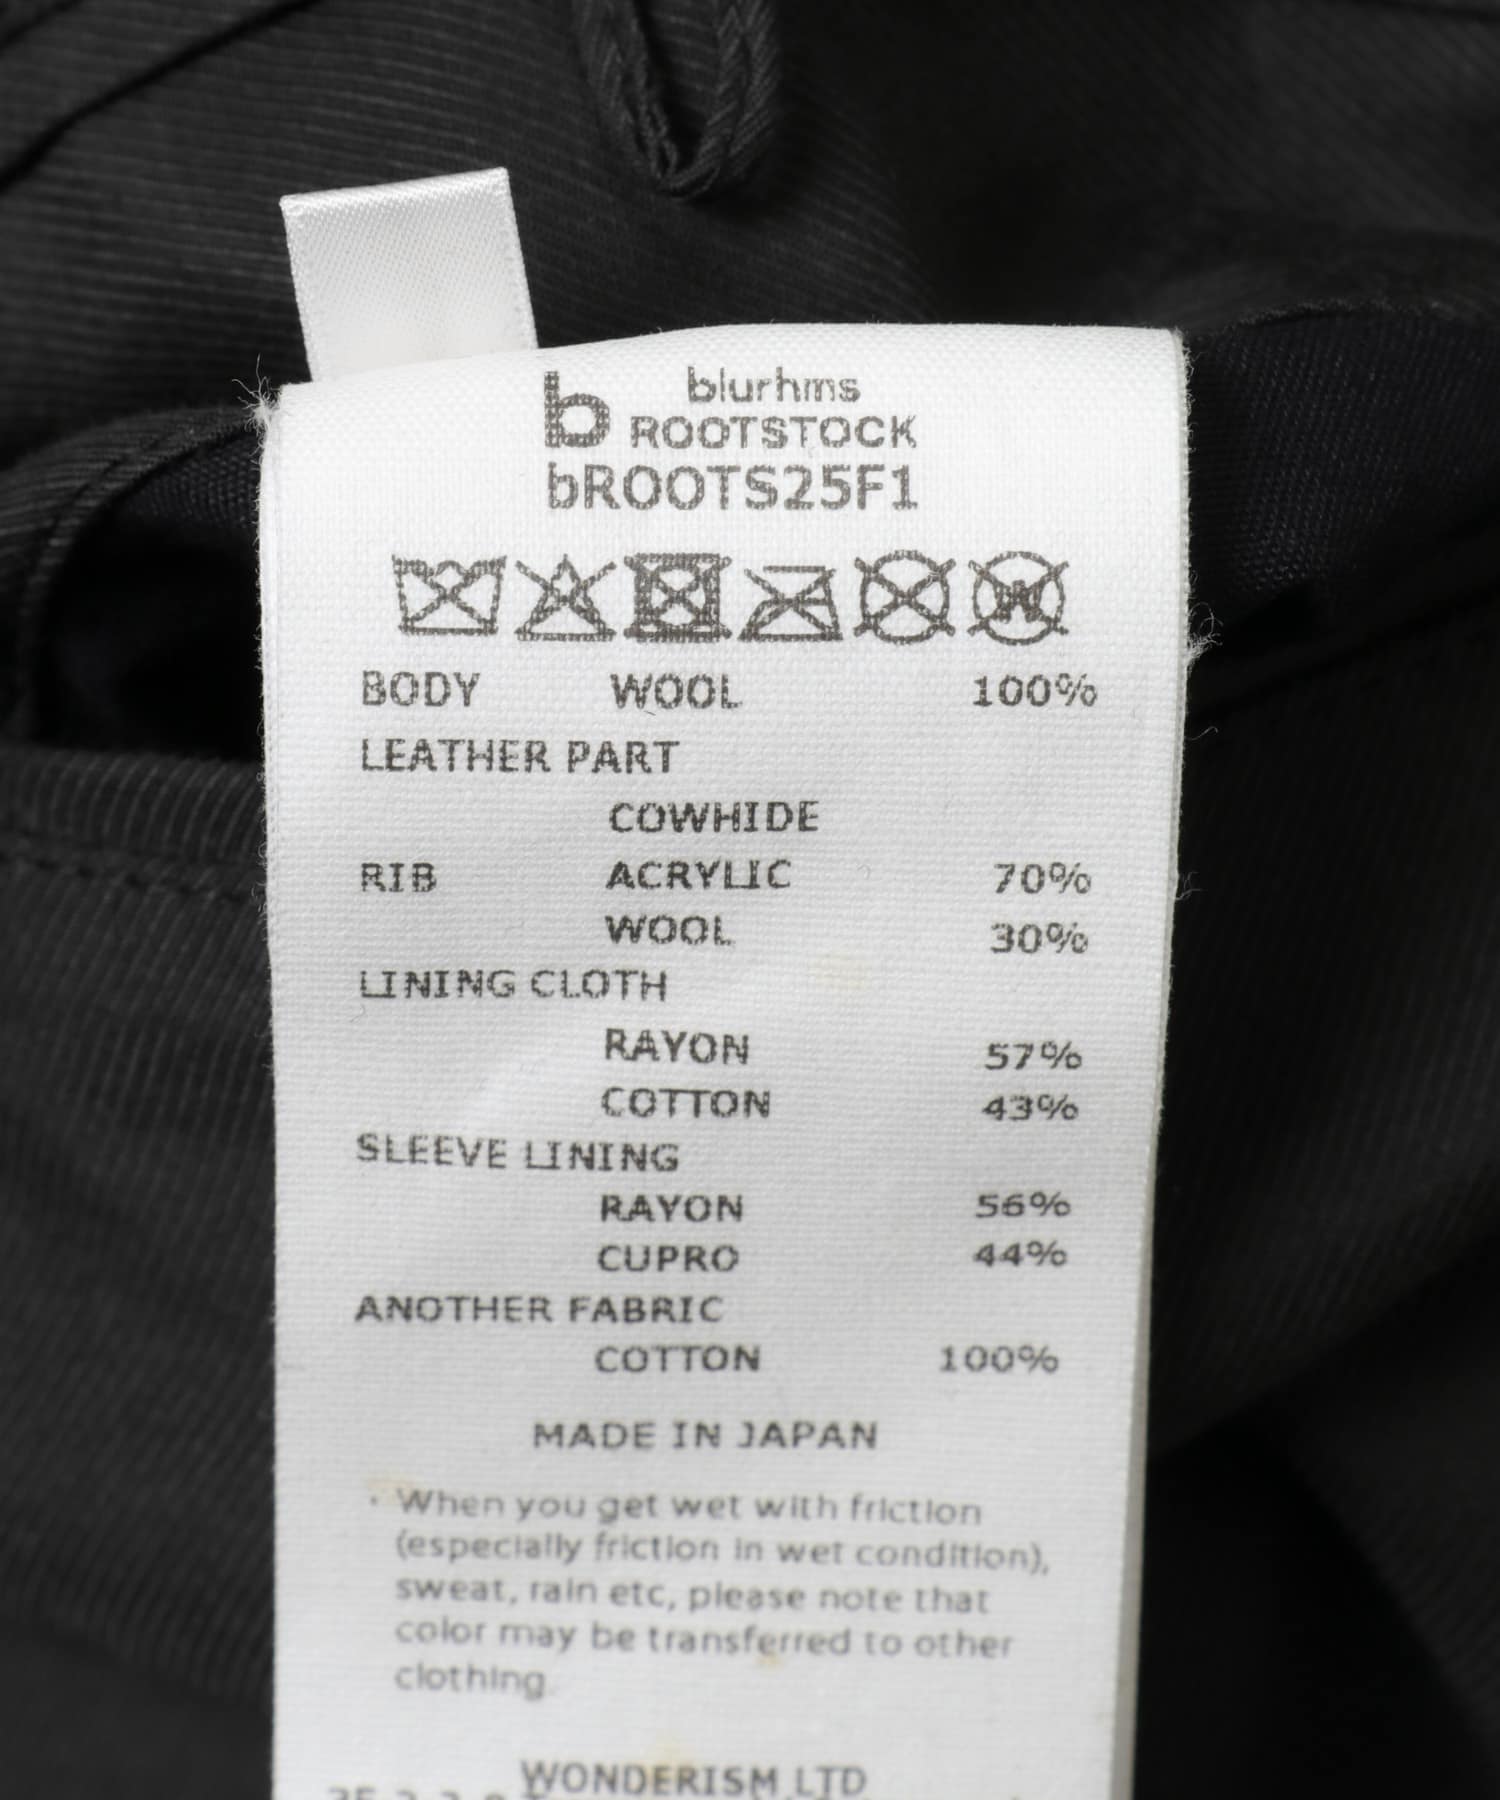 b blurhms
ROOTSTOCK
bROOTS25F1
W
BODY WOOL 100%
LEATHER PART
COWHIDE
RIB ACRYLIC 70%
WOOL 30%
LINING CLOTH
RAYON 57%
COTTON 43%
SLEEVE LINING
RAYON 56%
CUPRO 44%
ANOTHER FABRIC
COTTON 100%
MADE IN JAPAN
・When you get wet with friction
(especially friction in wet condition),
sweat, rain etc, please note that
color may be transferred to other
clothing.
WONDERISM.LTD